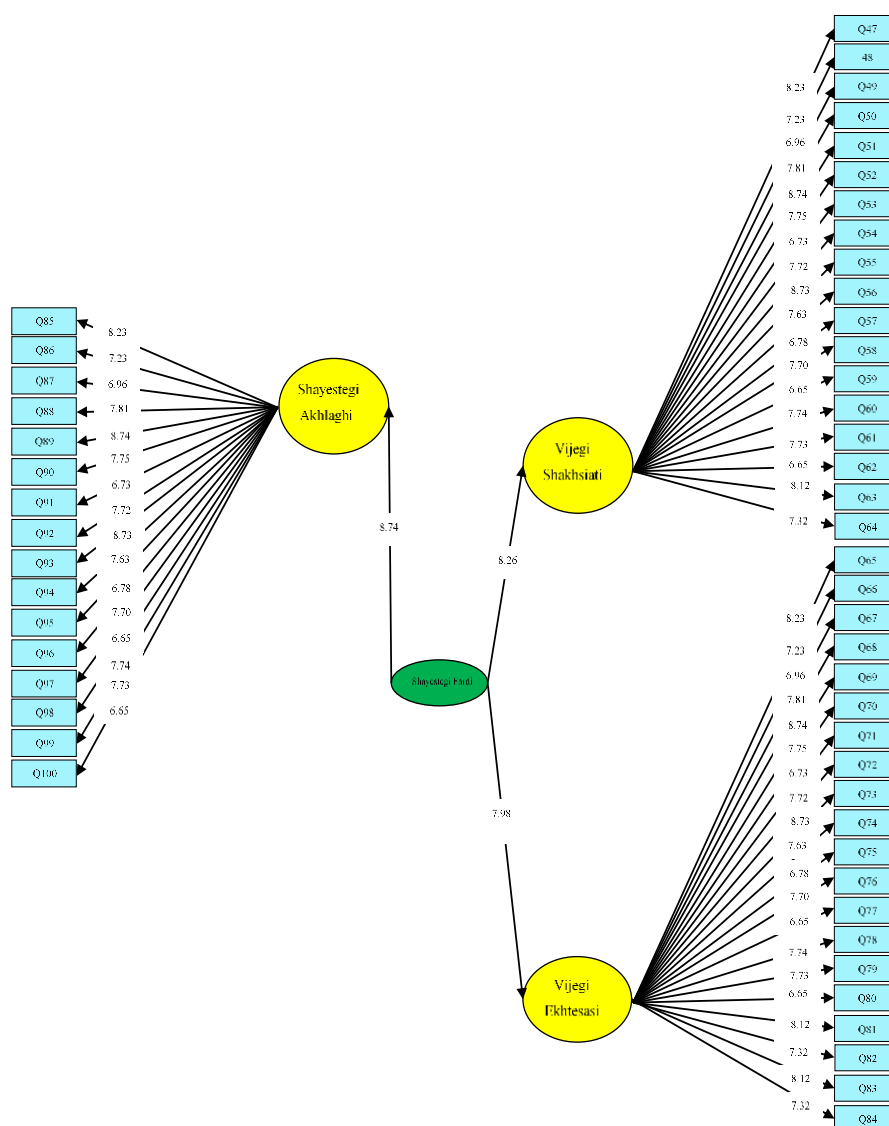 Q47
48
Q49
Q50
Q51
Q52
Q53
Q54
Q55
Q56
Q57
Q58
Q59
Q60
Q61
Q62
Q63
Q64
8.23
7.23
6.96
7.81
8.74
7.75
6.73
7.72
8.73
7.63
6.78
7.70
6.65
7.74
7.73
6.65
8.12
7.32
Q85
Q86
Q87
Q88
Q89
Q90
Q91
Q92
Q93
Q94
Q95
Q96
Q97
Q98
Q99
Q100
8.23
7.23
6.96
7.81
8.74
7.75
6.73
7.72
8.73
7.63
6.78
7.70
6.65
7.74
7.73
6.65
Shayestegi
Akhlaghi
Vijegi
Shakhsiati
8.74
8.26
Shayestegi Fardi
7.98
Vijegi
Ekhtesasi
Q65
Q66
Q67
Q68
Q69
Q70
Q71
Q72
Q73
Q74
Q75
Q76
Q77
Q78
Q79
Q80
Q81
Q82
Q83
Q84
8.23
7.23
6.96
7.81
8.74
7.75
6.73
7.72
8.73
7.63
6.78
7.70
6.65
7.74
7.73
6.65
8.12
7.32
8.12
7.32